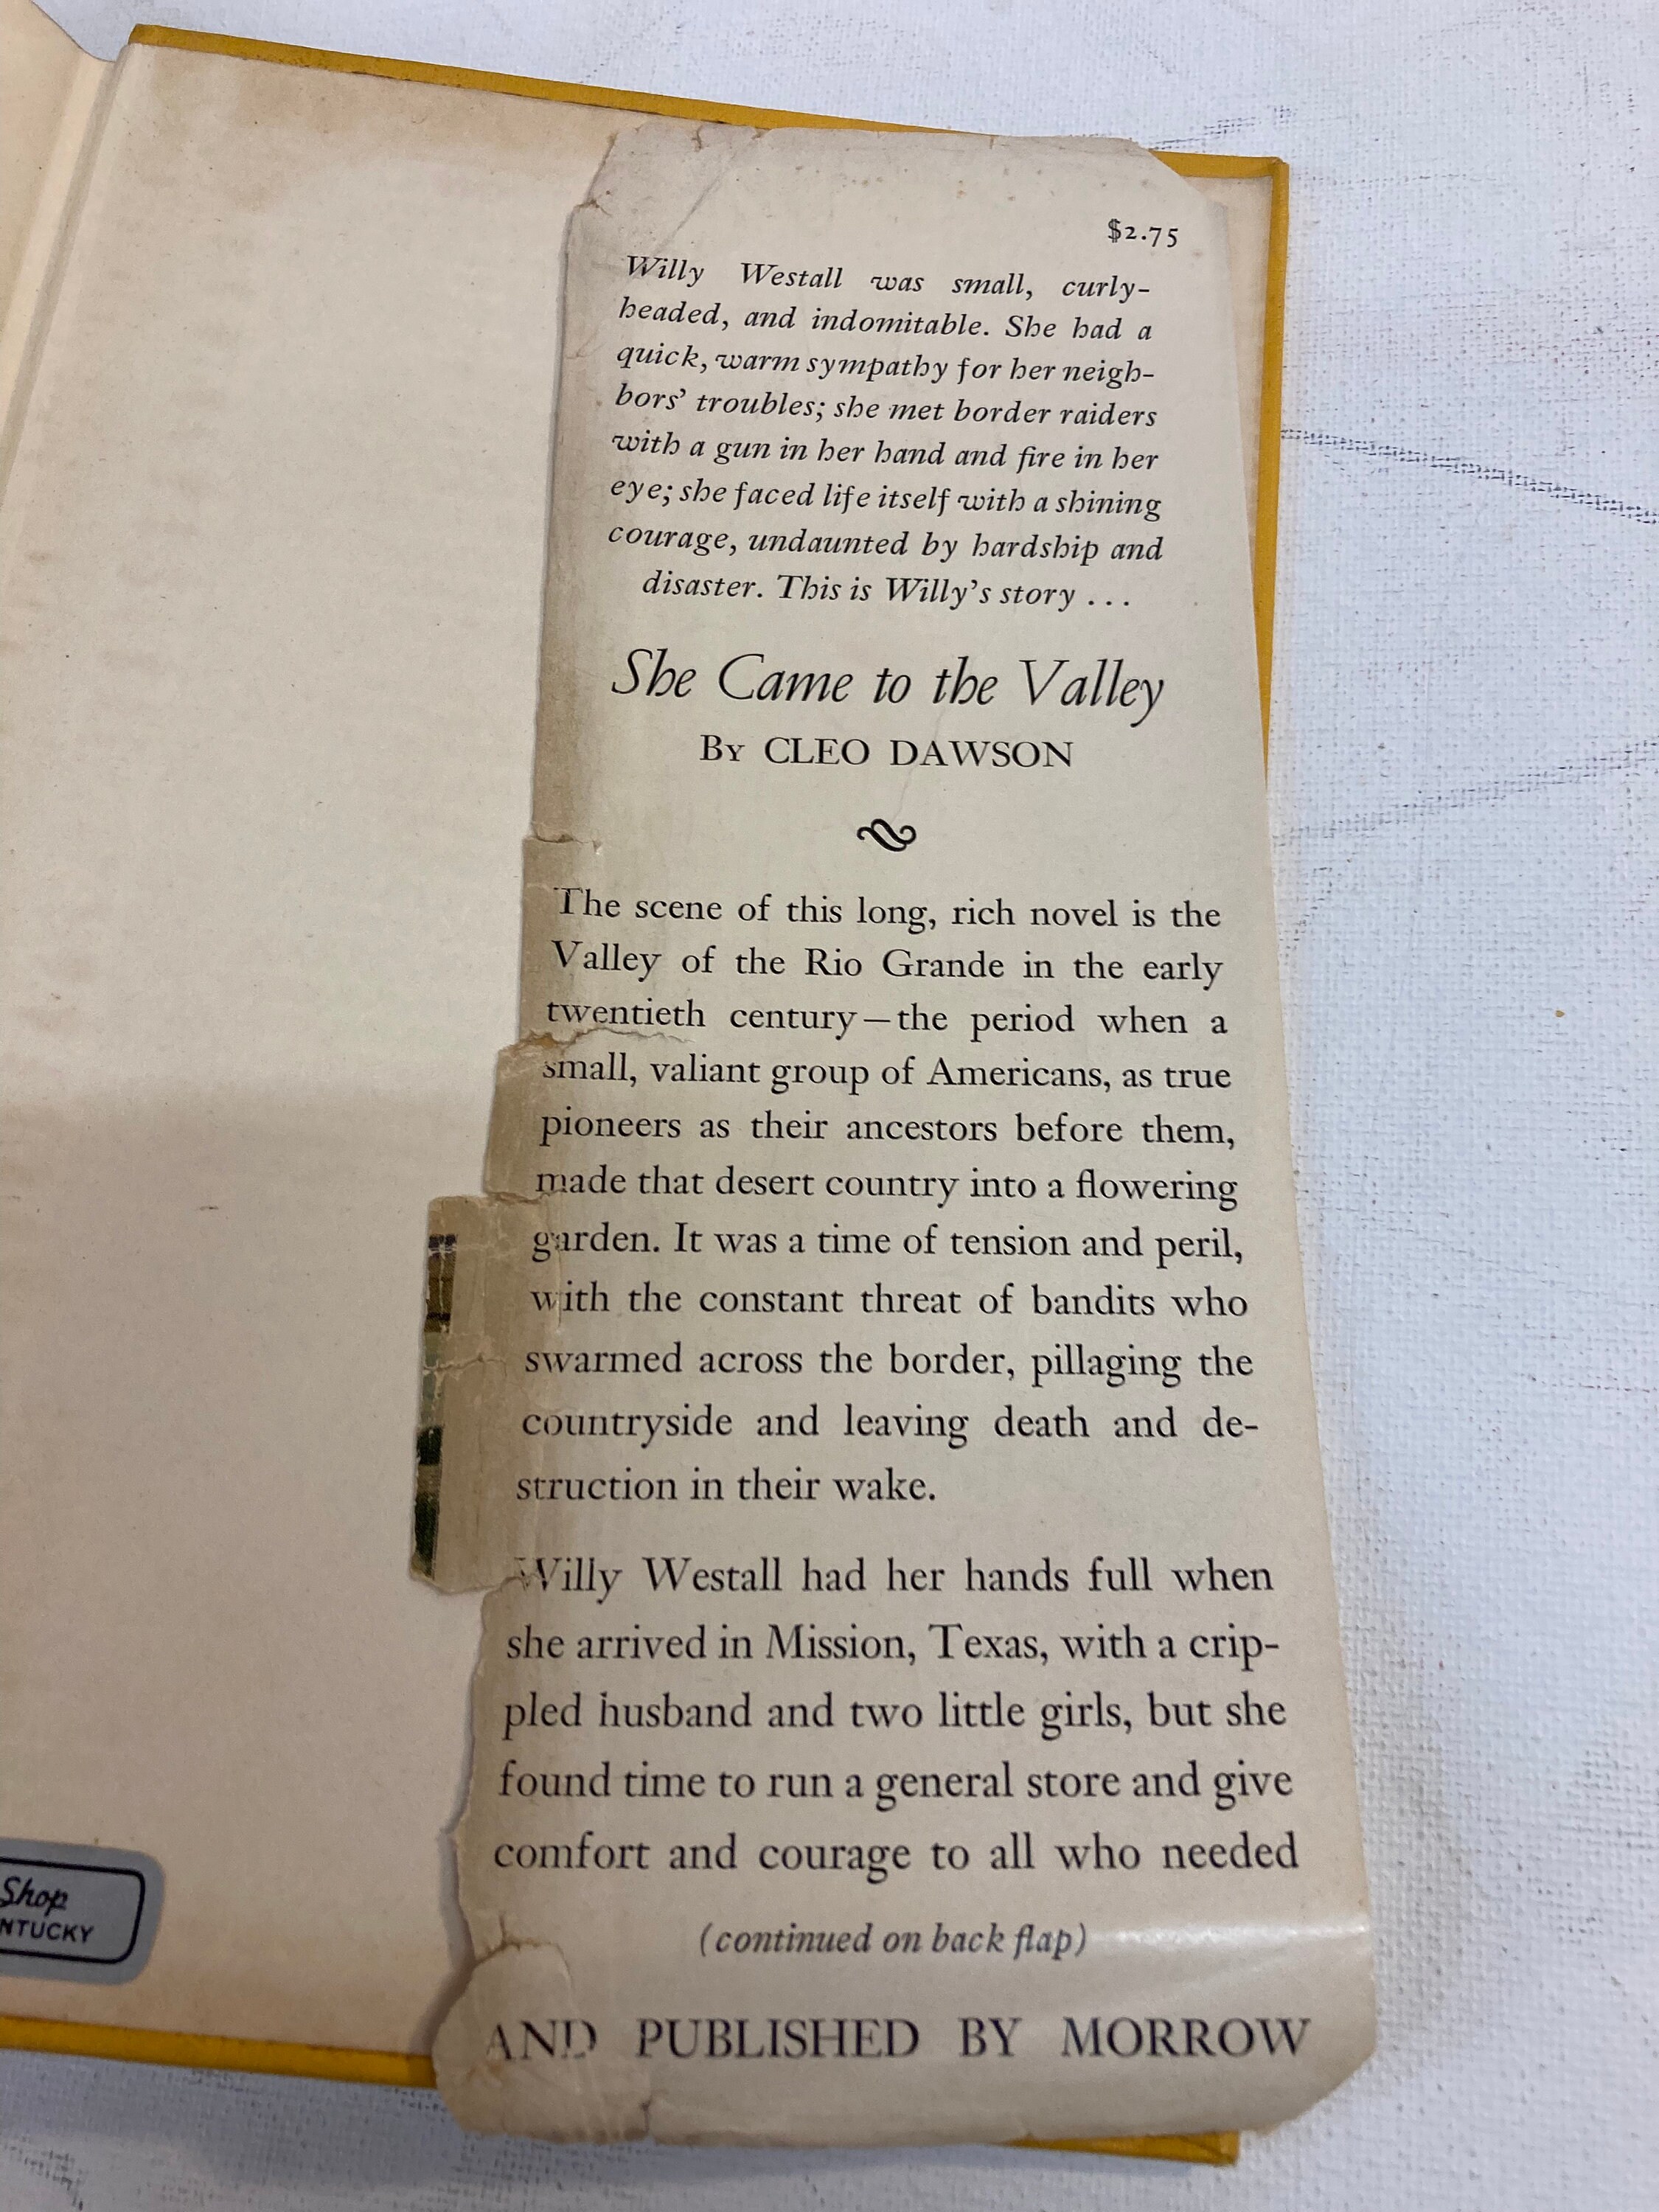 $2.75
Willy Westall was small, curly-
headed, and indomitable. She had a
quick, warm sympathy for her neigh-
bors' troubles; she met border raiders
with a gun in her hand and fire in her
eye; she faced life itself with a shining
courage, undaunted by hardship and
disaster. This is Willy's story . . .
She Came to the Valley
By CLEO DAWSON
The scene of this long, rich novel is the
Valley of the Rio Grande in the early
twentieth century—the period when a
small, valiant group of Americans, as true
pioneers as their ancestors before them,
made that desert country into a flowering
garden. It was a time of tension and peril,
with the constant threat of bandits who
swarmed across the border, pillaging the
countryside and leaving death and de-
struction in their wake.
Willy Westall had her hands full when
she arrived in Mission, Texas, with a crip-
pled husband and two little girls, but she
found time to run a general store and give
comfort and courage to all who needed
(continued on back flap)
AND PUBLISHED BY MORROW
Shop
NTUCKY